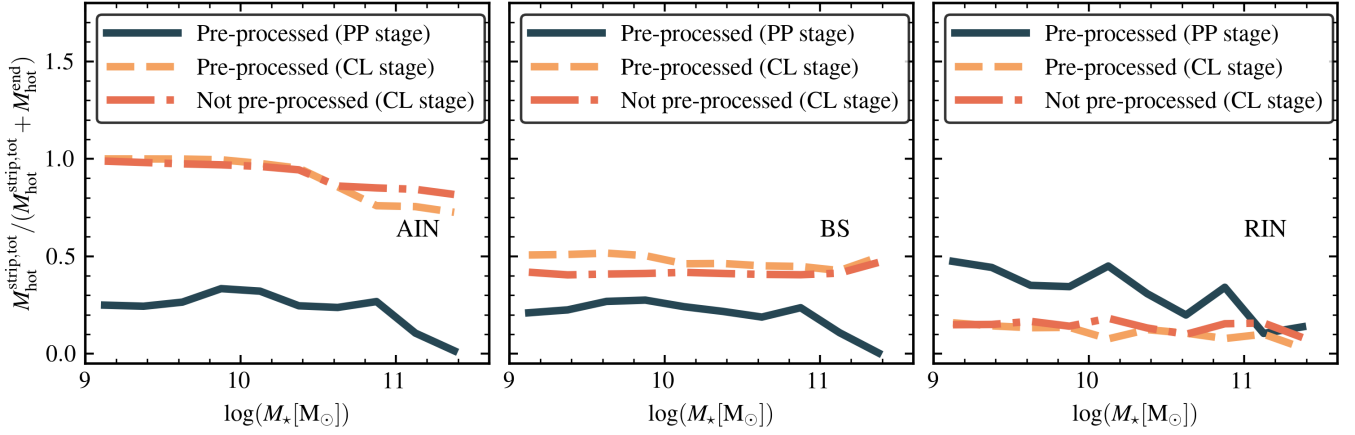 Pre-processed (PP stage)
Pre-processed (CL stage)
Not pre-processed (CL stage)
Pre-processed (PP stage)
Pre-processed (CL stage)
Not pre-processed (CL stage)
Pre-processed (PP stage)
Pre-processed (CL stage)
Not pre-processed (CL stage)
M_hot^strip,tot/(M_hot^strip,tot + M_hot^end)
1.5
1.0
0.5
0.0
AIN
BS
RIN
9 10 11
9 10 11
9 10 11
log(M⋆[M⊙])
log(M⋆[M⊙])
log(M⋆[M⊙])